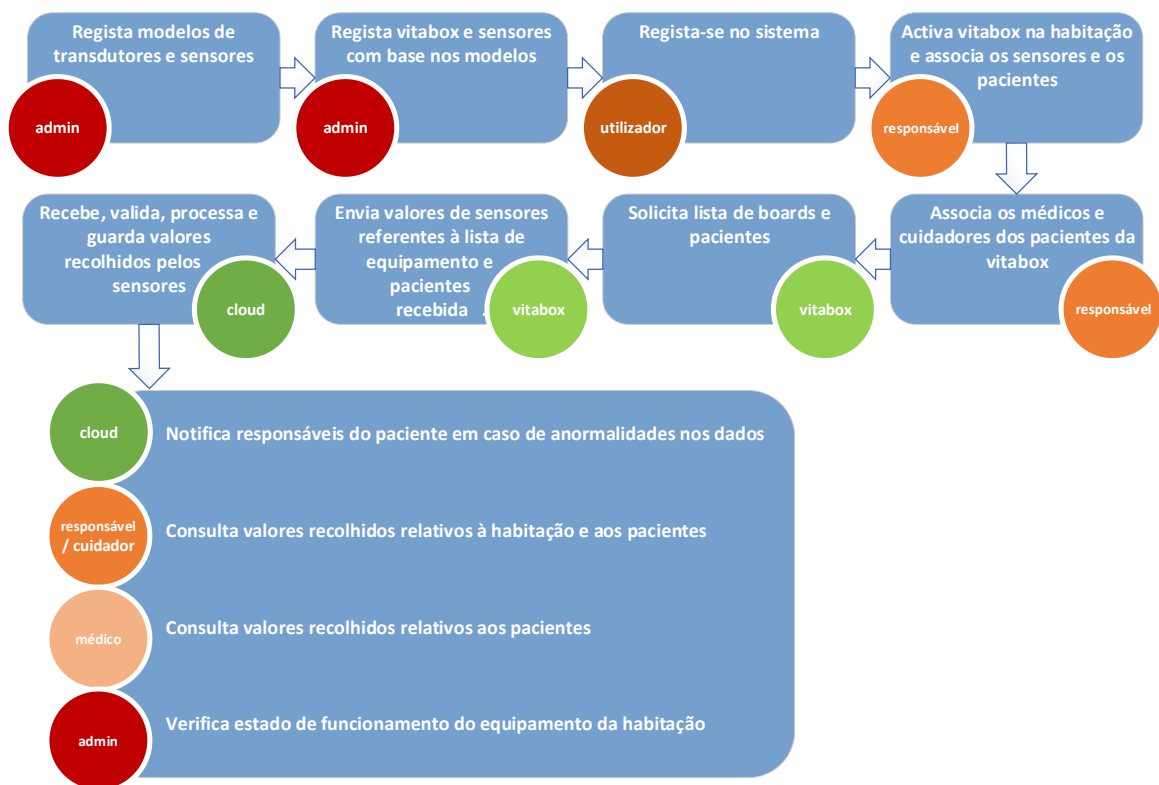 Regista modelos de
transdutores e sensores
admin
Regista vitabox e sensores
com base nos modelos
admin
Regista-se no sistema
utilizador
Activa vitabox na habitação
e associa os sensores e os
pacientes
responsável
Associa os médicos e
cuidadores dos pacientes da
vitabox
responsável
Solicita lista de boards e
pacientes
vitabox
Envia valores de sensores
referentes à lista de
equipamento e
pacientes
recebida .
vitabox
Recebe, valida, processa e
guarda valores
recolhidos pelos
sensores
cloud
cloud
Notifica responsáveis do paciente em caso de anormalidades nos dados
responsável
/ cuidador
Consulta valores recolhidos relativos à habitação e aos pacientes
médico
Consulta valores recolhidos relativos aos pacientes
admin
Verifica estado de funcionamento do equipamento da habitação